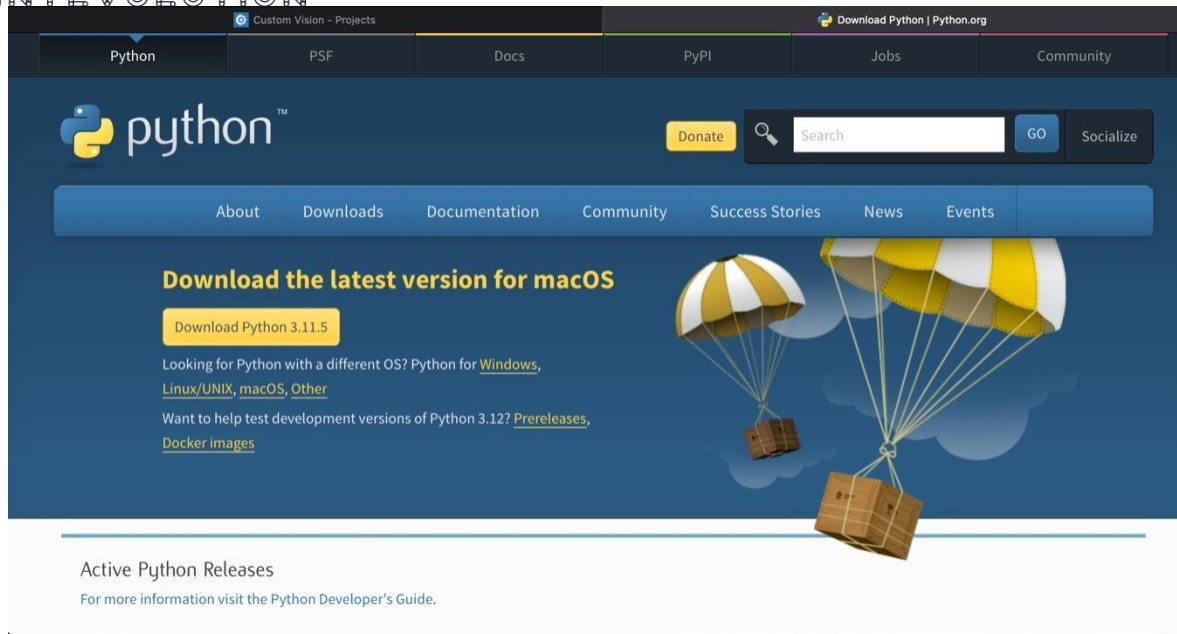 Custom Vision - Projects
Download Python | Python.org
Python PSF Docs PyPI Jobs Community
python™
Donate Search GO Socialize
About Downloads Documentation Community Success Stories News Events
Download the latest version for macOS
Download Python 3.11.5
Looking for Python with a different OS? Python for Windows,
Linux/UNIX, macOS, Other
Want to help test development versions of Python 3.12? Prereleases,
Docker images
Active Python Releases
For more information visit the Python Developer's Guide.